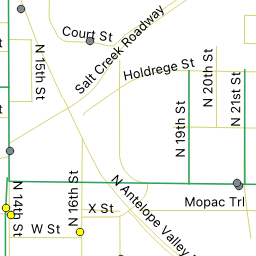 Court St
Salt Creek Roadway
N 15th St
Holdrege St
N 20th St
N 21st St
N 19th St
N 14th St
N 16th St
N Antelope Valley
Mopac Trl
X St
W St